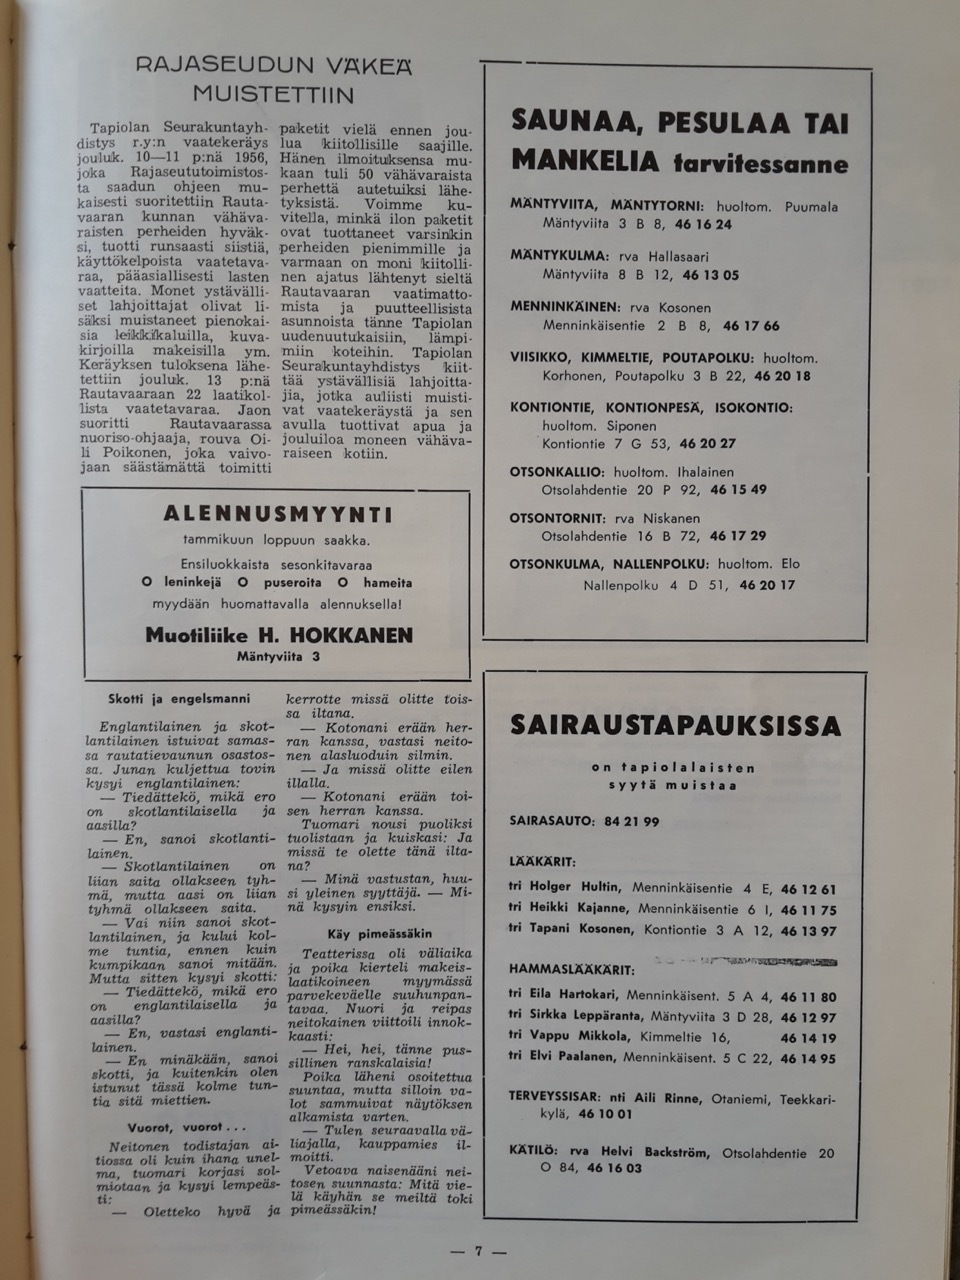 RAJASEUDUN VÄKEÄ
MUISTETTIIN
Tapiolan Seurakuntayh-
distys r.y:n vaatekeräys
jouluk. 10—11 p:nä 1956,
joka Rajaseututoimistos-
ta saadun ohjeen mu-
kaisesti suoritettiin Rauta-
vaaran kunnan vähäva-
raisten perheiden hyväk-
si, tuotti runsaasti siistiä,
käyttökelpoista vaatetava-
raa, pääasiallisesti lasten
vaatteita. Monet ystävälli-
set lahjoittajat olivat li-
säksi muistaneet pienokai-
sia leikkikaluilla, kuva-
kirjoilla makeisilla ym.
Keräyksen tuloksena lähe-
tettiin jouluk. 13 p:nä
Rautavaaraan 22 laatikol-
lista vaatetavaraa. Jaon
suoritti Rautavaarassa
nuoriso-ohjaaja, rouva Oi-
li Poikonen, joka vaivo-
jaan säästämättä toimitti
paketit vielä ennen jou-
lua kiitollisille saajille.
Hänen ilmoituksensa mu-
kaan tuli 50 vähävaraista
perhettä autetuiksi lähe-
tyksistä. Voimme ku-
vitella, minkä ilon paketit
ovat tuottaneet varsinkin
perheiden pienimmille ja
varmaan on moni kiitolli-
nen ajatus lähtenyt sieltä
Rautavaaran vaatimatto-
mista ja puutteellisista
asunnoista tänne Tapiolan
uudenuutukaisiin, lämpi-
miin koteihin. Tapiolan
Seurakuntayhdistys kiit-
tää ystävällisiä lahjoitta-
jia, jotka auliisti muisti-
vat vaatekeräystä ja sen
avulla tuottivat apua ja
jouluiloa moneen vähäva-
raiseen kotiin.
ALENNUSMYYNTI
tammikuun loppuun saakka.
Ensiluokkaista sesonkitavaraa
O leninkejä O puseroita O hameita
myydään huomattavalla alennuksella!
Muotiliike H. HOKKANEN
Mäntyviita 3
Skotti ja engelsmanni
Englantilainen ja skot-
lantilainen istuivat samas-
sa rautatievaunun osastos-
sa. Junan kuljettua tovin
kysyi englantilainen:
— Tiedättekö, mikä ero
on skotlantilaisella ja
aasilla?
— En, sanoi skotlanti-
lainen.
— Skotlantilainen on
liian saita ollakseen tyh-
mä, mutta aasi on liian
tyhmä ollakseen saita.
— Vai niin sanoi skot-
lantilainen, ja kului kol-
me tuntia, ennen kuin
kumpikaan sanoi mitään.
Mutta sitten kysyi skotti:
— Tiedättekö, mikä ero
on englantilaisella ja
aasilla?
— En, vastasi englanti-
lainen.
— En minäkään, sanoi
skotti, ja kuitenkin olen
istunut tässä kolme tun-
tia sitä miettien.
Vuorot, vuorot...
Neitonen todistajan ai-
tiossa oli kuin ihana unel-
ma, tuomari korjasi sol-
miotaan ja kysyi lempeäs-
ti:
— Oletteko hyvä ja
kerrotte missä olitte tois-
sa iltana.
— Kotonani erään her-
ran kanssa, vastasi neito-
nen alasluoduin silmin.
— Ja missä olitte eilen
illalla.
— Kotonani erään toi-
sen herran kanssa.
Tuomari nousi puoliksi
tuolistaan ja kuiskasi: Ja
missä te olette tänä ilta-
na?
— Minä vastustan, huu-
si yleinen syyttäjä. — Mi-
nä kysyin ensiksi.
Käy pimeässäkin
Teatterissa oli väliaika
ja poika kierteli makeis-
laatikoineen myymässä
parvekeväelle suuhunpan-
tavaa. Nuori ja reipas
neitokainen viittoili innok-
kaasti:
— Hei, hei, tänne pus-
sillinen ranskalaisia!
Poika läheni osoitettua
suuntaa, mutta silloin va-
lot sammuivat näytöksen
alkamista varten.
— Tulen seuraavalla vä-
liajalla, kauppamies il-
moitti.
Vetoava naisenääni nei-
tosen suunnasta: Mitä vie-
lä käyhän se meiltä toki
pimeässäkin!
SAUNAA, PESULAA TAI
MANKELIA tarvitessanne
MÄNTYVIITA, MÄNTYTORNI: huoltom. Puumala
Mäntyviita 3 B 8, 46 16 24
MÄNTYKULMA: rva Hallasaari
Mäntyviita 8 B 12, 46 13 05
MENNINKÄINEN: rva Kosonen
Menninkäisentie 2 B 8, 46 17 66
VIISIKKO, KIMMELTIE, POUTAPOLKU: huoltom.
Korhonen, Poutapolku 3 B 22, 46 20 18
KONTIONTIE, KONTIONPESÄ, ISOKONTIO:
huoltom. Siponen
Kontiontie 7 G 53, 46 20 27
OTSONKALLIO: huoltom. Ihalainen
Otsolahdentie 20 P 92, 46 15 49
OTSONTORNIT: rva Niskanen
Otsolahdentie 16 B 72, 46 17 29
OTSONKULMA, NALLENPOLKU: huoltom. Elo
Nallenpolku 4 D 51, 46 20 17
SAIRAUSTAPAUKSISSA
on tapiolalaisten
syytä muistaa
SAIRASAUTO: 84 21 99
LÄÄKÄRIT:
tri Holger Hultin, Menninkäisentie 4 E, 46 12 61
tri Heikki Kajanne, Menninkäisentie 6 I, 46 11 75
tri Tapani Kosonen, Kontiontie 3 A 12, 46 13 97
HAMMASLÄÄKÄRIT:
tri Eila Hartokari, Menninkäisent. 5 A 4, 46 11 80
tri Sirkka Leppäranta, Mäntyviita 3 D 28, 46 12 97
tri Vappu Mikkola, Kimmeltie 16, 46 14 19
tri Elvi Paalanen, Menninkäisent. 5 C 22, 46 14 95
TERVEYSSISAR: nti Aili Rinne, Otaniemi, Teekkari-
kylä, 46 10 01
KÄTILÖ: rva Helvi Backström, Otsolahdentie 20
O 84, 46 16 03
— 7 —